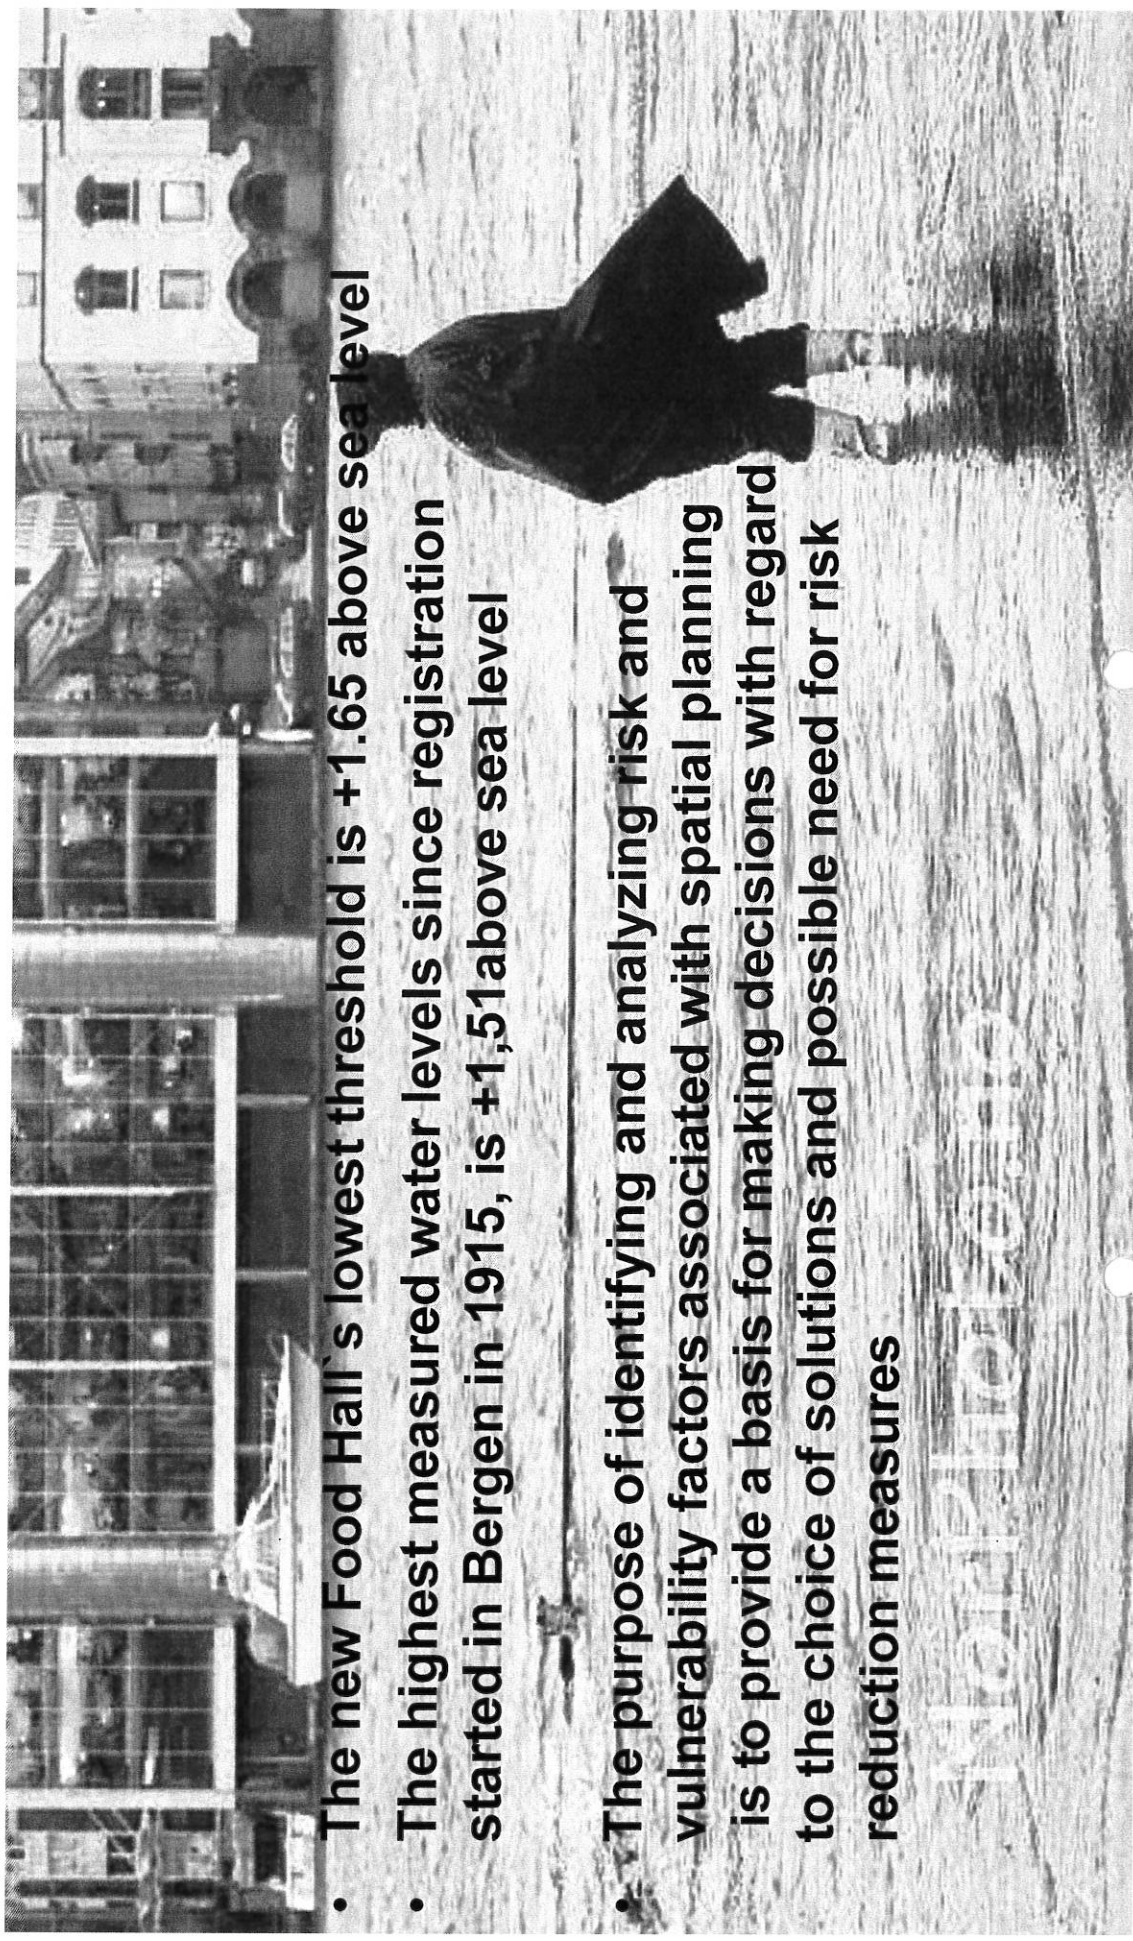 • The new Food Hall`s lowest threshold is +1.65 above sea level
• The highest measured water levels since registration
started in Bergen in 1915, is +1,51above sea level
• The purpose of identifying and analyzing risk and
vulnerability factors associated with spatial planning
is to provide a basis for making decisions with regard
to the choice of solutions and possible need for risk
reduction measures